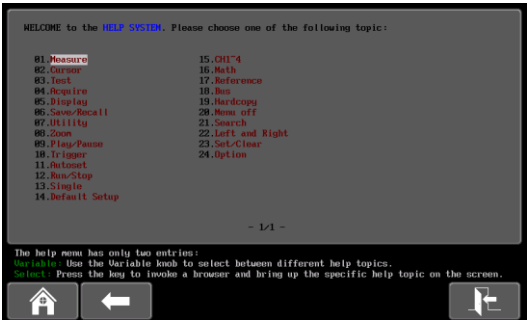 WELCOME to the HELP SYSTEM. Please choose one of the following topic:
01.Measure
02.Cursor
03.Test
04.Acquire
05.Display
06.Save/Recall
07.Utility
08.Zoom
09.Play/Pause
10.Trigger
11.Autoset
12.Run/Stop
13.Single
14.Default Setup
15.CH1~4
16.Math
17.Reference
18.Bus
19.Hardcopy
20.Menu off
21.Search
22.Left and Right
23.Set/Clear
24.Option
- 1/1 -
The help menu has only two entries:
Variable: Use the Variable knob to select between different help topics.
Select: Press the key to invoke a browser and bring up the specific help topic on the screen.